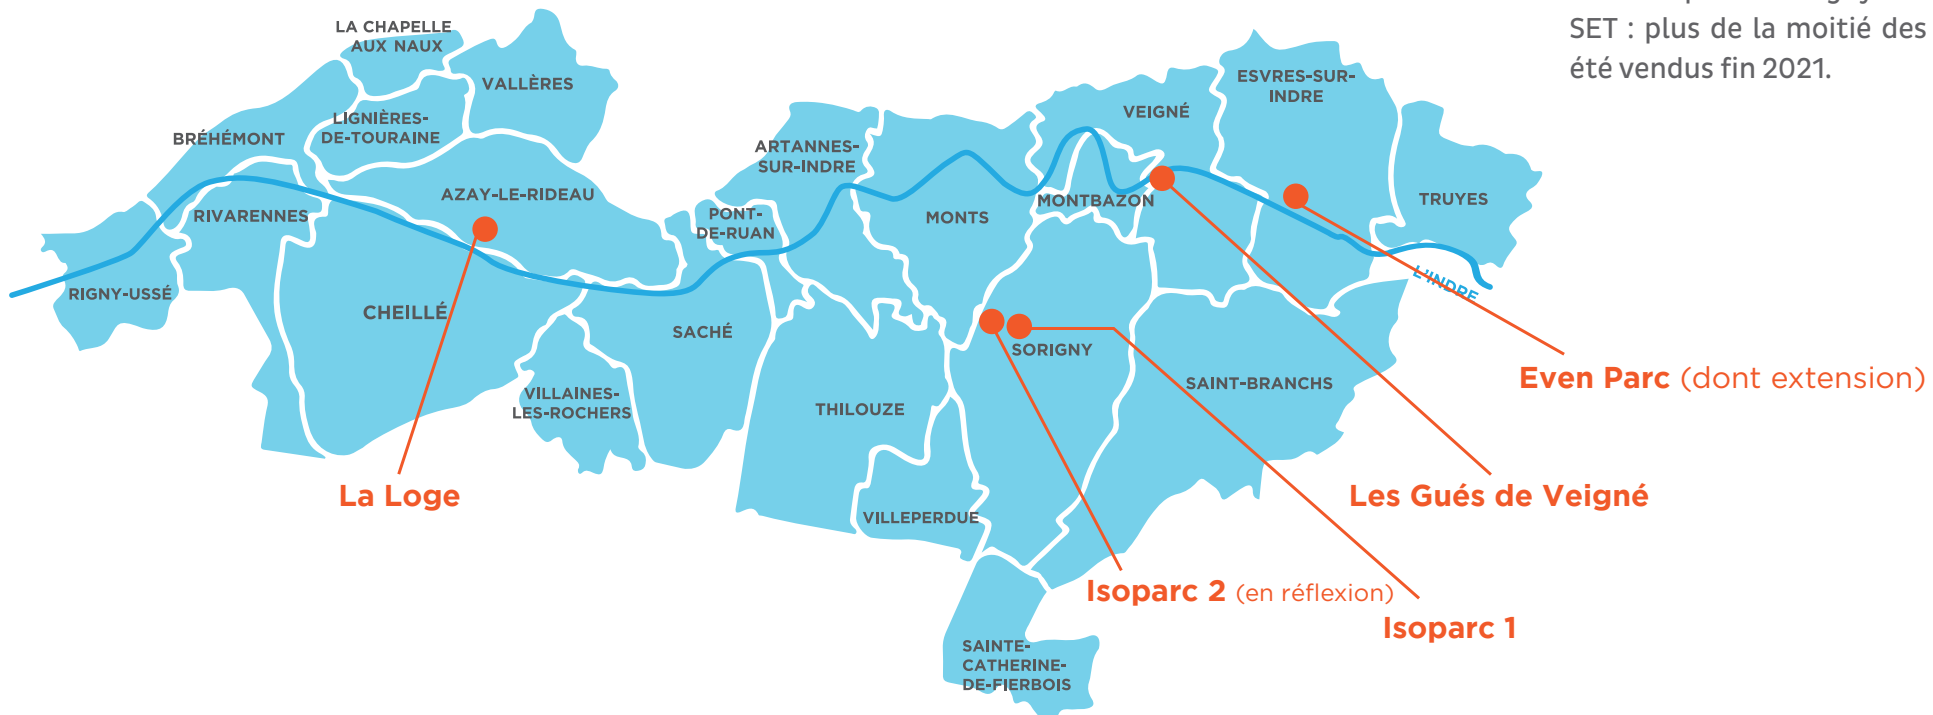 SET : plus de la moitié des
été vendus fin 2021.
LA CHAPELLE
AUX NAUX
VALLÈRES
ESVRES-SUR-
INDRE
LIGNIÈRES-
DE-TOURAINE
BRÉHÉMONT
VEIGNÉ
ARTANNES-
SUR-INDRE
AZAY-LE-RIDEAU
RIVARENNES
PONT-
DE-RUAN
MONTS
MONTBAZON
TRUYES
RIGNY-USSÉ
L'INDRE
CHEILLÉ
SACHÉ
SORIGNY
SAINT-BRANCHS
Even Parc (dont extension)
VILLAINES-
LES-ROCHERS
THILOUZE
La Loge
Les Gués de Veigné
VILLEPERDUE
Isoparc 2 (en réflexion)
Isoparc 1
SAINTE-
CATHERINE-
DE-FIERBOIS